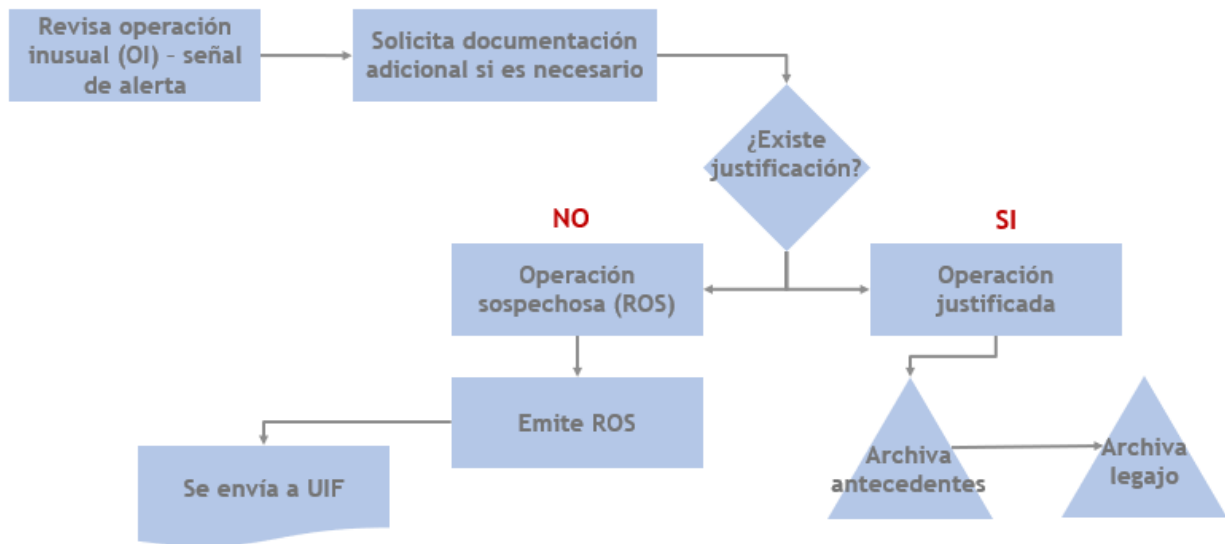 Revisa operación
inusual (OI) – señal
de alerta
Solicita documentación
adicional si es necesario
¿Existe
justificación?
NO
SI
Operación
sospechosa (ROS)
Operación
justificada
Emite ROS
Se envía a UIF
Archiva
antecedentes
Archiva
legajo